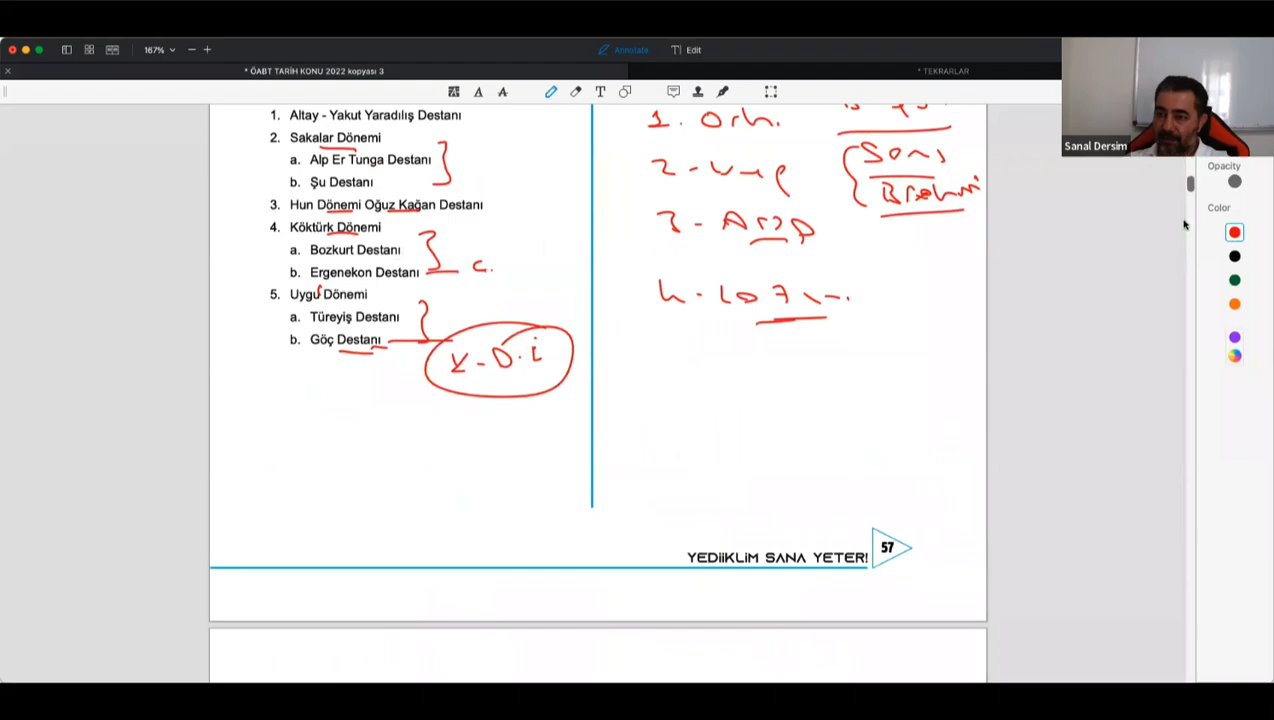 167%
Annotate
Edit
* ÖABT TARİH KONU 2022 kopyası 3
* TEKRARLAR
Sanal Dersim
Opacity
Color
1. Altay - Yakut Yaradılış Destanı
2. Sakalar Dönemi
a. Alp Er Tunga Destanı
b. Şu Destanı
3. Hun Dönemi Oğuz Kağan Destanı
4. Köktürk Dönemi
a. Bozkurt Destanı
b. Ergenekon Destanı
c.
5. Uygur Dönemi
a. Türeyiş Destanı
b. Göç Destanı
K-D.İ
1. Orh.
2-
3- Arap
YEDİİKLİM SANA YETER!
57